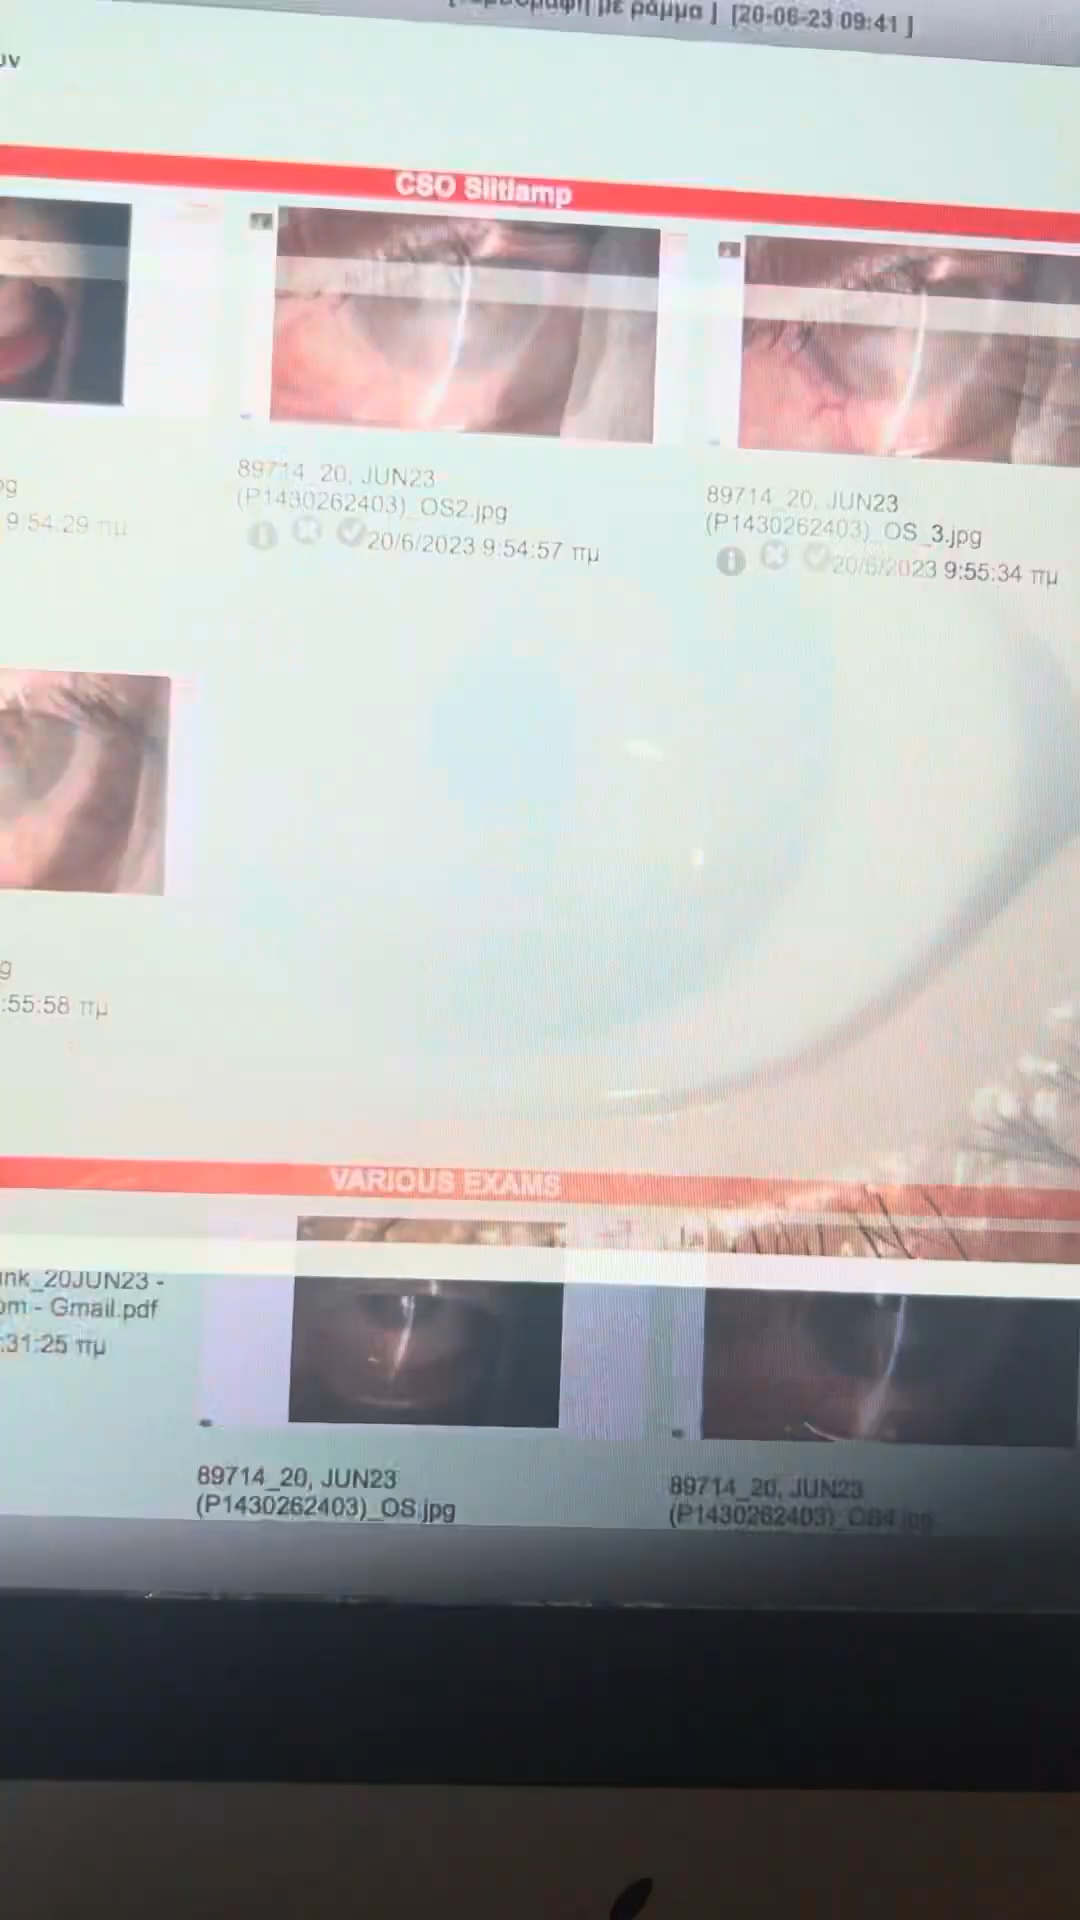 με ράμμα ] [20-06-23 09:41 ]
CSO Slitlamp
9:54:29 πμ
89714_20, JUN23
(P1430262403)_OS2.jpg
20/6/2023 9:54:57 πμ
89714_20, JUN23
(P1430262403)_OS_3.jpg
20/6/2023 9:55:34 πμ
:55:58 πμ
VARIOUS EXAMS
ink_20JUN23 -
om - Gmail.pdf
:31:25 πμ
89714_20, JUN23
(P1430262403)_OS.jpg
89714_20, JUN23